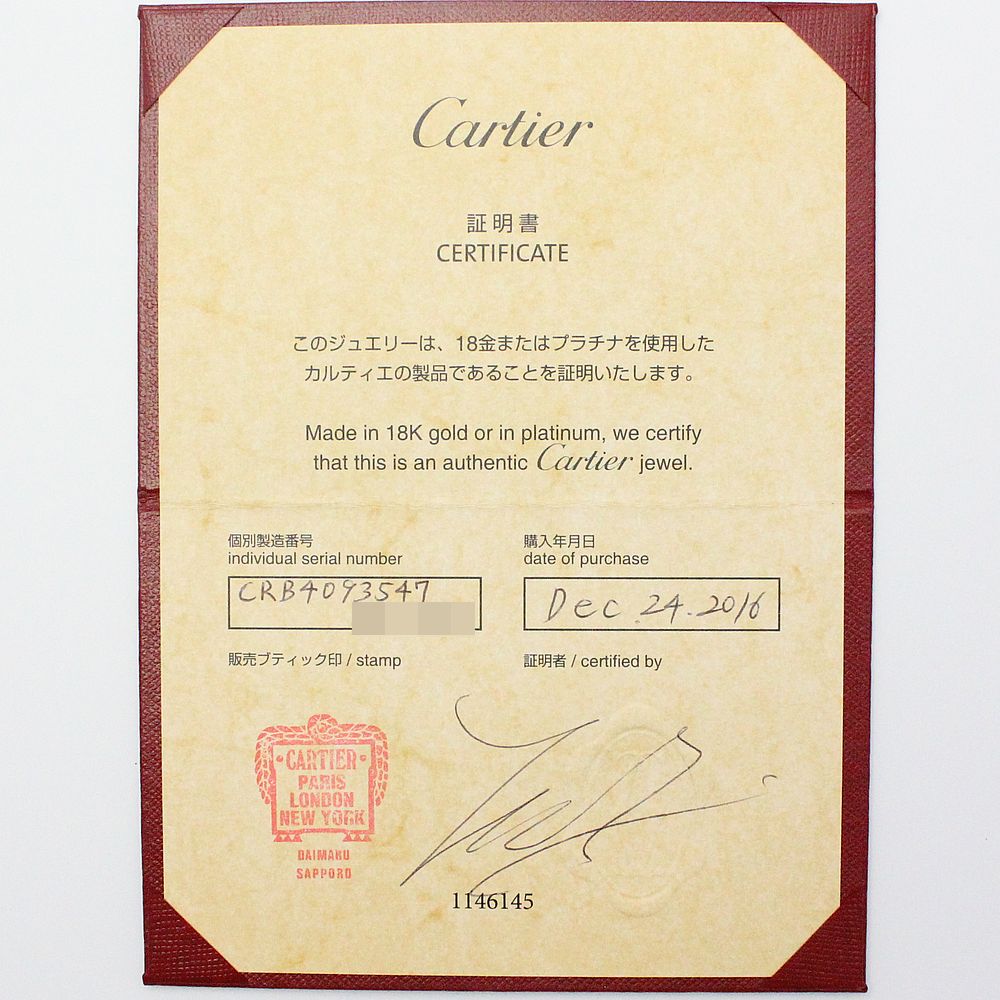 Cartier
証明書
CERTIFICATE
このジュエリーは、18金またはプラチナを使用した
カルティエの製品であることを証明いたします。
Made in 18K gold or in platinum, we certify
that this is an authentic Cartier jewel.
個別製造番号
individual serial number
CRB4093547
購入年月日
date of purchase
Dec 24.2016
販売ブティック印 / stamp
証明者 / certified by
CARTIER
PARIS
LONDON
NEW YORK
DAIMARU
SAPPORO
1146145